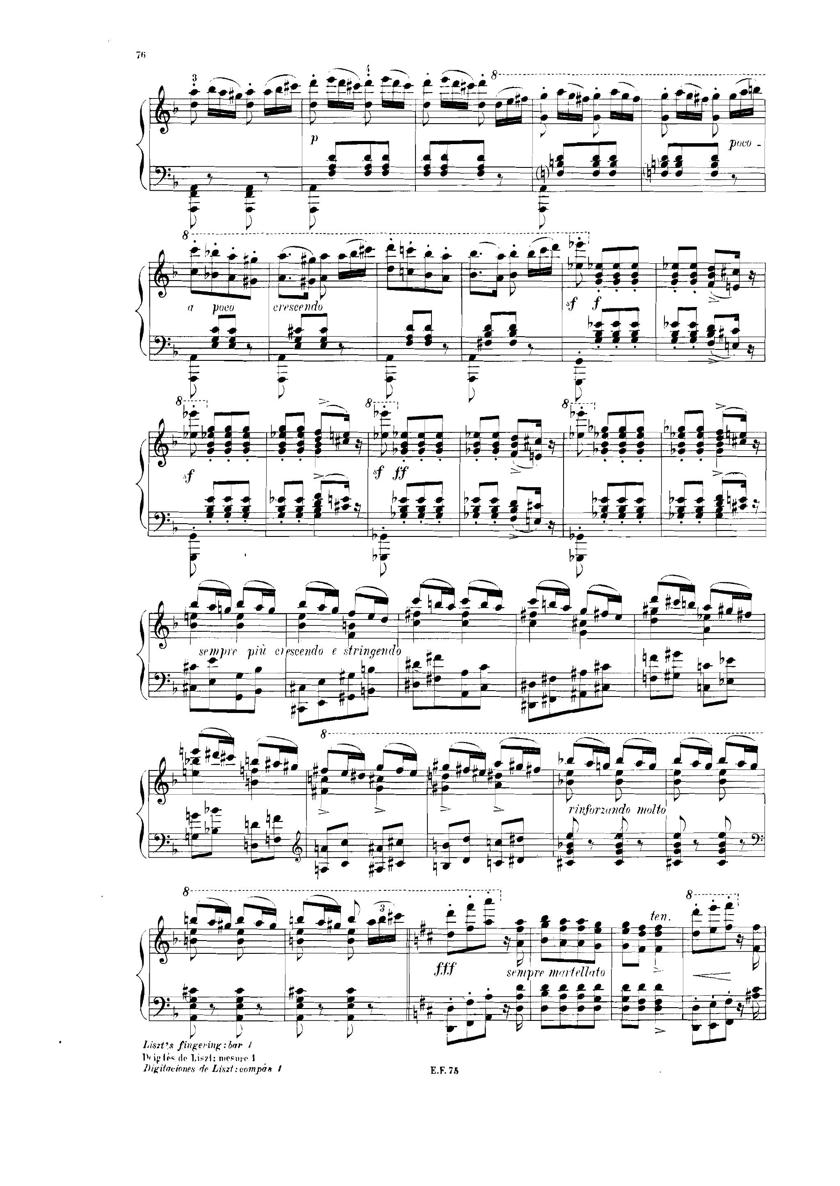 76
3 4 8
p poco -
8
a poco crescendo sf f
8 8 8
sf sf ff
sempre più crescendo e stringendo
8
rinforzando molto
8 8
3 ten.
fff sempre martellato
Liszt's fingering: bar 1
Doigtés de Liszt: mesure 1
Digitaciones de Liszt: compás 1
E.F. 75